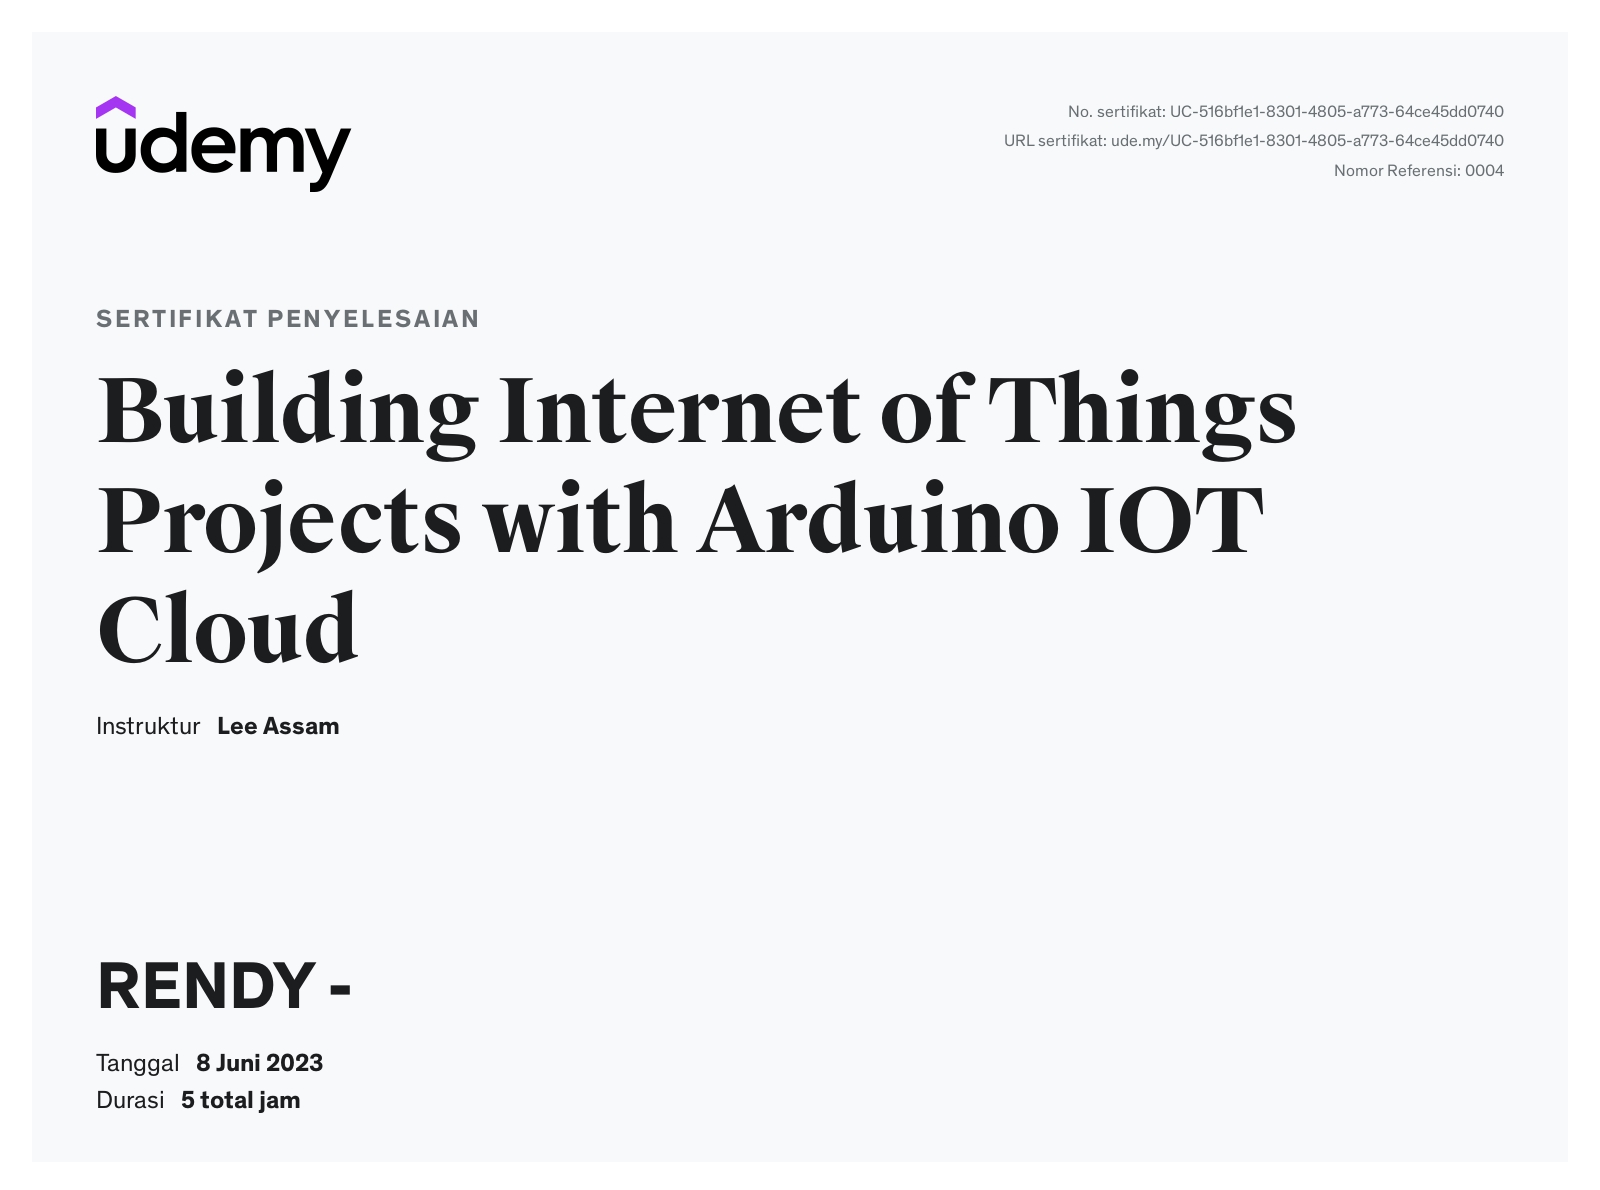 udemy
No. sertifikat: UC-516bf1e1-8301-4805-a773-64ce45dd0740
URL sertifikat: ude.my/UC-516bf1e1-8301-4805-a773-64ce45dd0740
Nomor Referensi: 0004
SERTIFIKAT PENYELESAIAN
Building Internet of Things
Projects with Arduino IOT
Cloud
Instruktur Lee Assam
RENDY -
Tanggal 8 Juni 2023
Durasi 5 total jam